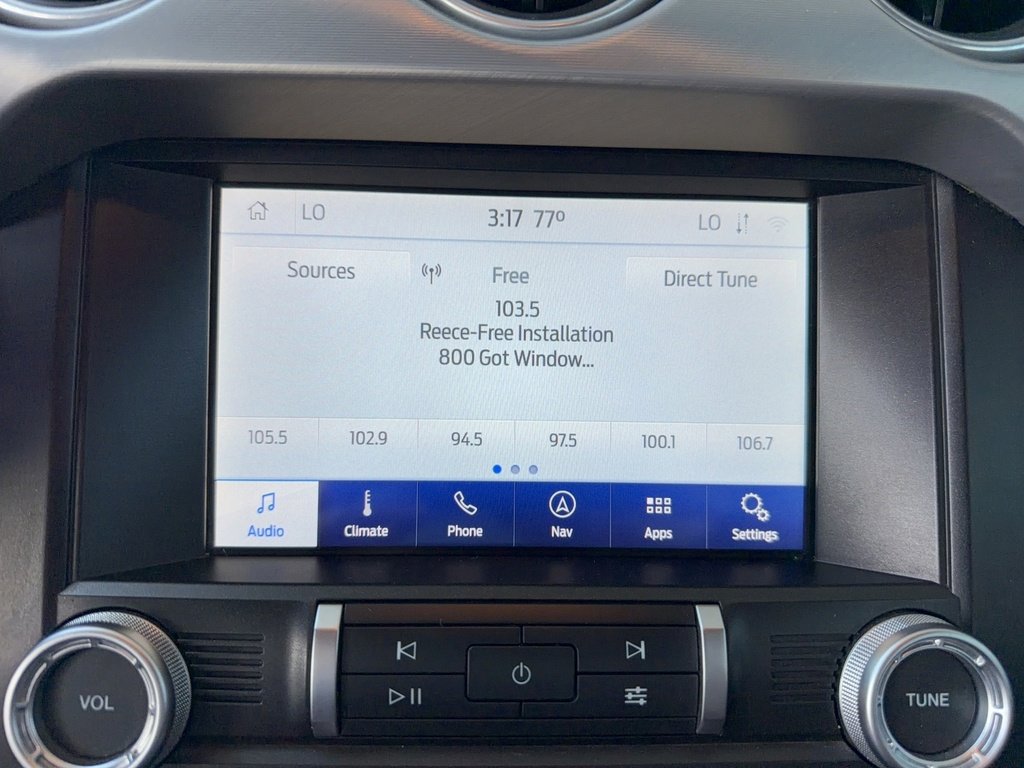 LO 3:17 77º LO
Sources Free Direct Tune
103.5
Reece-Free Installation
800 Got Window...
105.5 102.9 94.5 97.5 100.1 106.7
Audio Climate Phone Nav Apps Settings
VOL TUNE